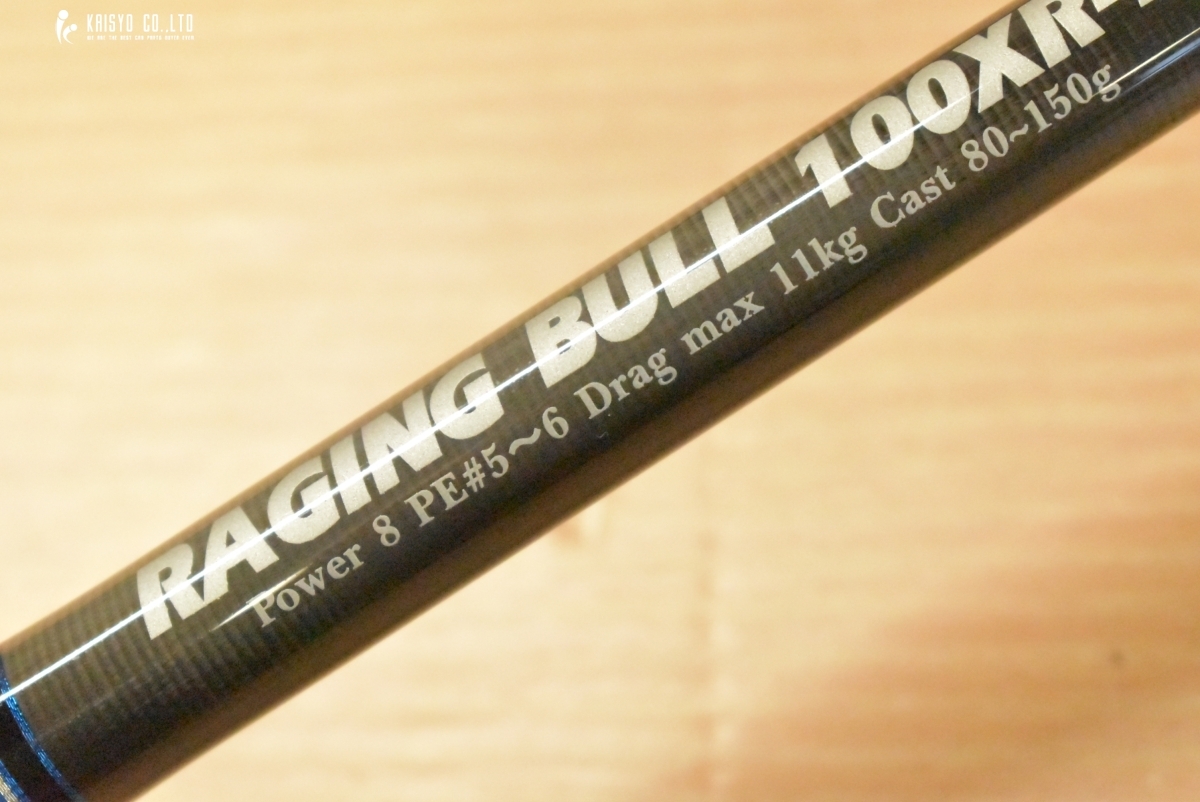 KAISYO CO.,LTD
RAGING BULL 100XR-
Power 8 PE#5～6 Drag max 11kg Cast 80~150g